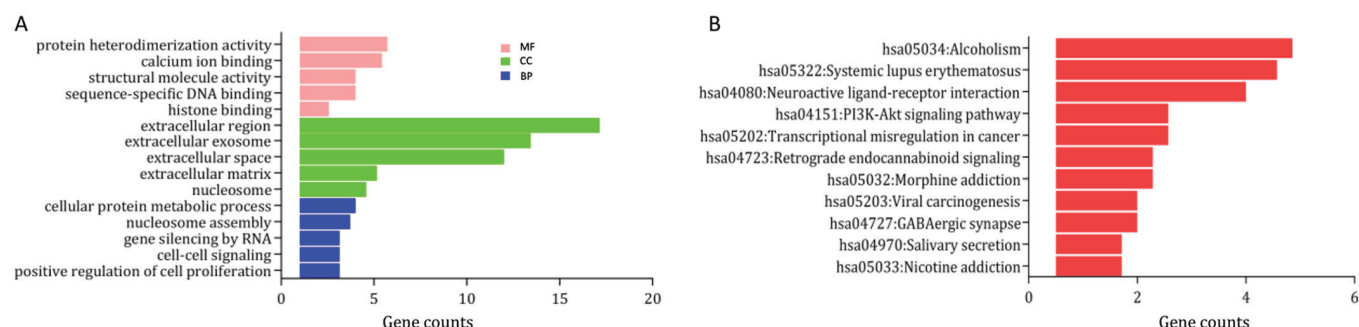 A
protein heterodimerization activity
calcium ion binding
structural molecule activity
sequence-specific DNA binding
histone binding
extracellular region
extracellular exosome
extracellular space
extracellular matrix
nucleosome
cellular protein metabolic process
nucleosome assembly
gene silencing by RNA
cell-cell signaling
positive regulation of cell proliferation
MF
CC
BP
0 5 10 15 20
Gene counts
B
hsa05034:Alcoholism
hsa05322:Systemic lupus erythematosus
hsa04080:Neuroactive ligand-receptor interaction
hsa04151:PI3K-Akt signaling pathway
hsa05202:Transcriptional misregulation in cancer
hsa04723:Retrograde endocannabinoid signaling
hsa05032:Morphine addiction
hsa05203:Viral carcinogenesis
hsa04727:GABAergic synapse
hsa04970:Salivary secretion
hsa05033:Nicotine addiction
0 2 4 6
Gene counts